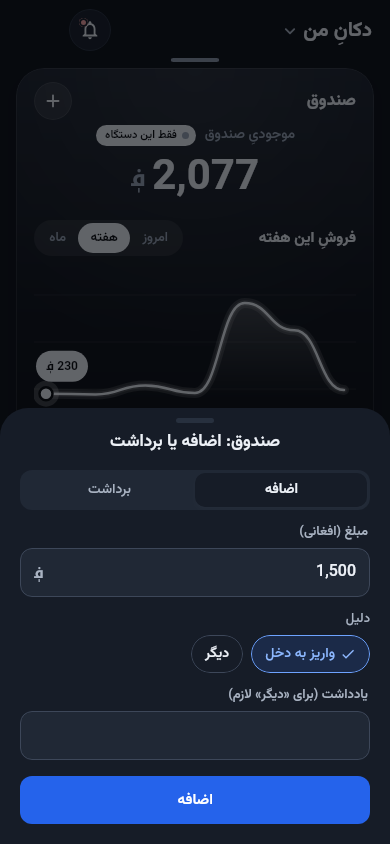 دکانِ من
صندوق
موجودیِ صندوق فقط این دستگاه
2,077 ؋
فروشِ این هفته امروز هفته ماه
230 ؋
صندوق: اضافه یا برداشت
اضافه برداشت
مبلغ (افغانی)
1,500 ؋
دلیل
واریز به دخل دیگر
یادداشت (برای «دیگر» لازم)
اضافه